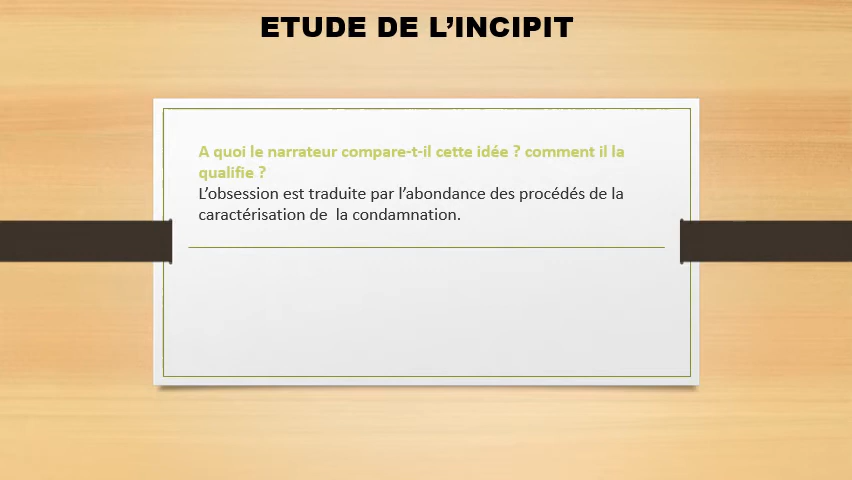 ETUDE DE L’INCIPIT
A quoi le narrateur compare-t-il cette idée ? comment il la
qualifie ?
L’obsession est traduite par l’abondance des procédés de la
caractérisation de  la condamnation.